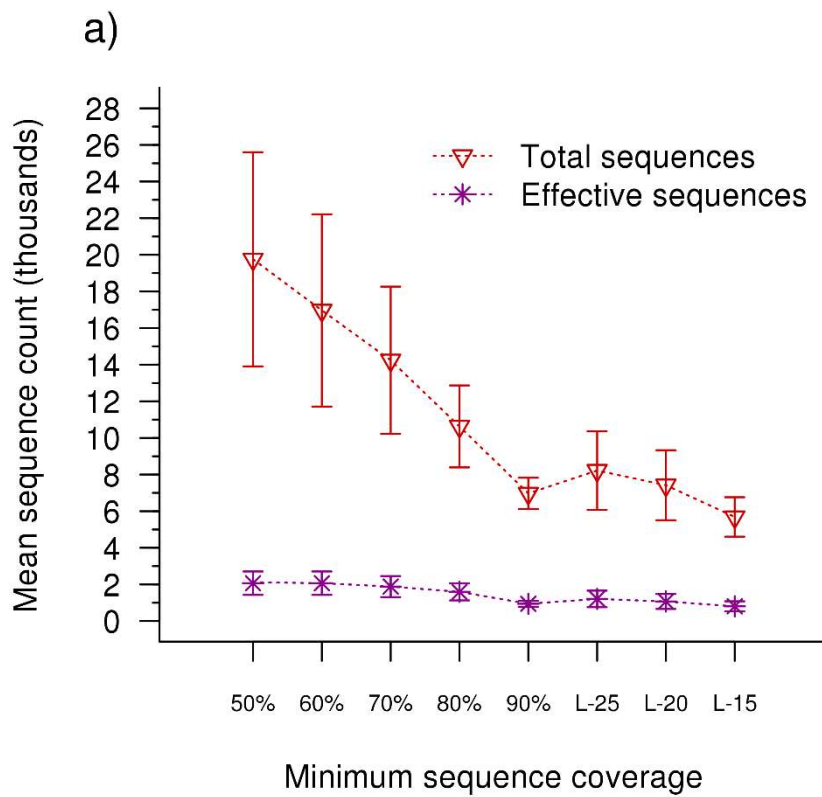 a)
Mean sequence count (thousands)
28
26
24
22
20
18
16
14
12
10
8
6
4
2
0
Total sequences
Effective sequences
50% 60% 70% 80% 90% L-25 L-20 L-15
Minimum sequence coverage